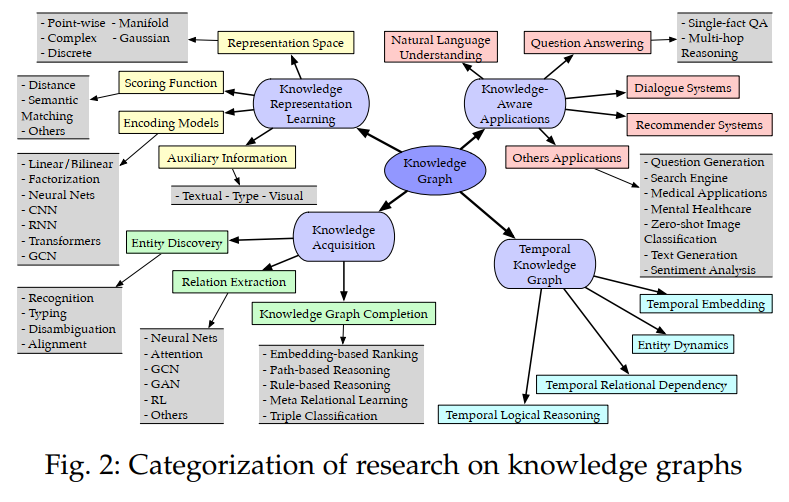 - Point-wise - Manifold
- Complex - Gaussian
- Discrete
Representation Space
Natural Language
Understanding
Question Answering
- Single-fact QA
- Multi-hop
Reasoning
Scoring Function
- Distance
- Semantic
Matching
- Others
Encoding Models
Knowledge
Representation
Learning
Knowledge-
Aware
Applications
Dialogue Systems
Recommender Systems
Auxiliary Information
Knowledge
Graph
Others Applications
- Linear/Bilinear
- Factorization
- Neural Nets
- CNN
- RNN
- Transformers
- GCN
- Textual - Type - Visual
- Question Generation
- Search Engine
- Medical Applications
- Mental Healthcare
- Zero-shot Image
Classification
- Text Generation
- Sentiment Analysis
Knowledge
Acquisition
Entity Discovery
Relation Extraction
Knowledge Graph Completion
Temporal
Knowledge
Graph
Temporal Embedding
Entity Dynamics
Temporal Relational Dependency
Temporal Logical Reasoning
- Recognition
- Typing
- Disambiguation
- Alignment
- Neural Nets
- Attention
- GCN
- GAN
- RL
- Others
- Embedding-based Ranking
- Path-based Reasoning
- Rule-based Reasoning
- Meta Relational Learning
- Triple Classification
Fig. 2: Categorization of research on knowledge graphs